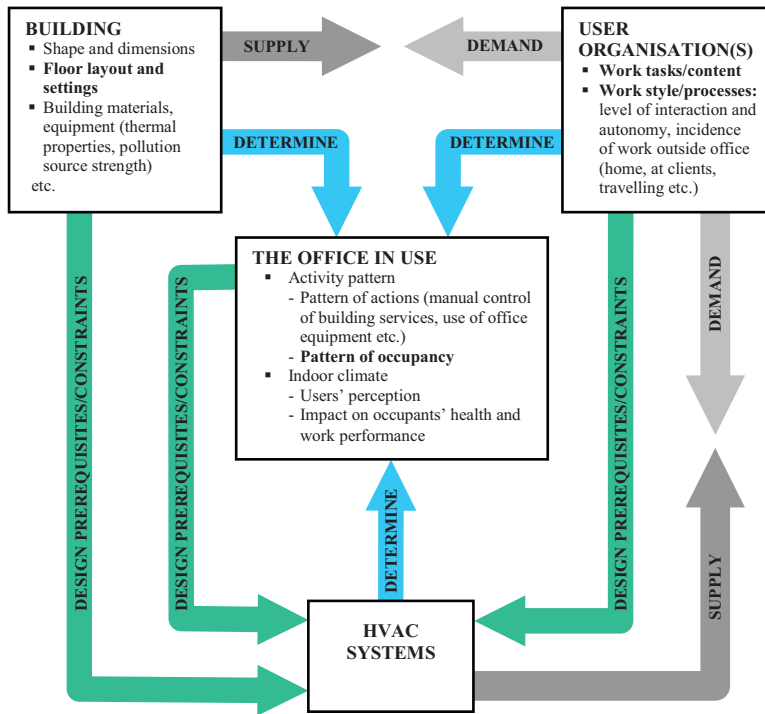 BUILDING
▪ Shape and dimensions
▪ Floor layout and
settings
▪ Building materials,
equipment (thermal
properties, pollution
source strength)
etc.
SUPPLY
DEMAND
USER
ORGANISATION(S)
▪ Work tasks/content
▪ Work style/processes:
level of interaction and
autonomy, incidence
of work outside office
(home, at clients,
travelling etc.)
DETERMINE
DETERMINE
THE OFFICE IN USE
▪ Activity pattern
- Pattern of actions (manual control
of building services, use of office
equipment etc.)
- Pattern of occupancy
▪ Indoor climate
- Users’ perception
- Impact on occupants’ health and
work performance
DESIGN PREREQUISITES/CONSTRAINTS
DESIGN PREREQUISITES/CONSTRAINTS
DETERMINE
DESIGN PREREQUISITES/CONSTRAINTS
DEMAND
SUPPLY
HVAC
SYSTEMS